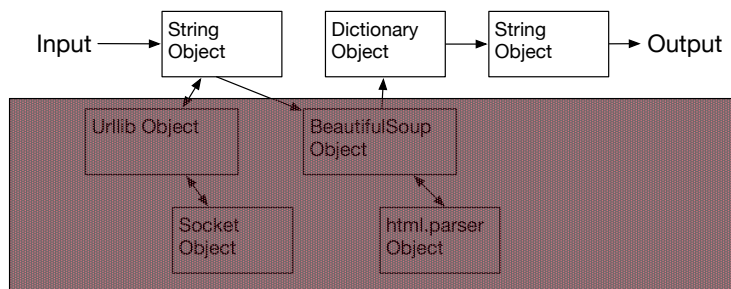 Input
String
Object
Dictionary
Object
String
Object
Output
Urllib Object
BeautifulSoup
Object
Socket
Object
html.parser
Object